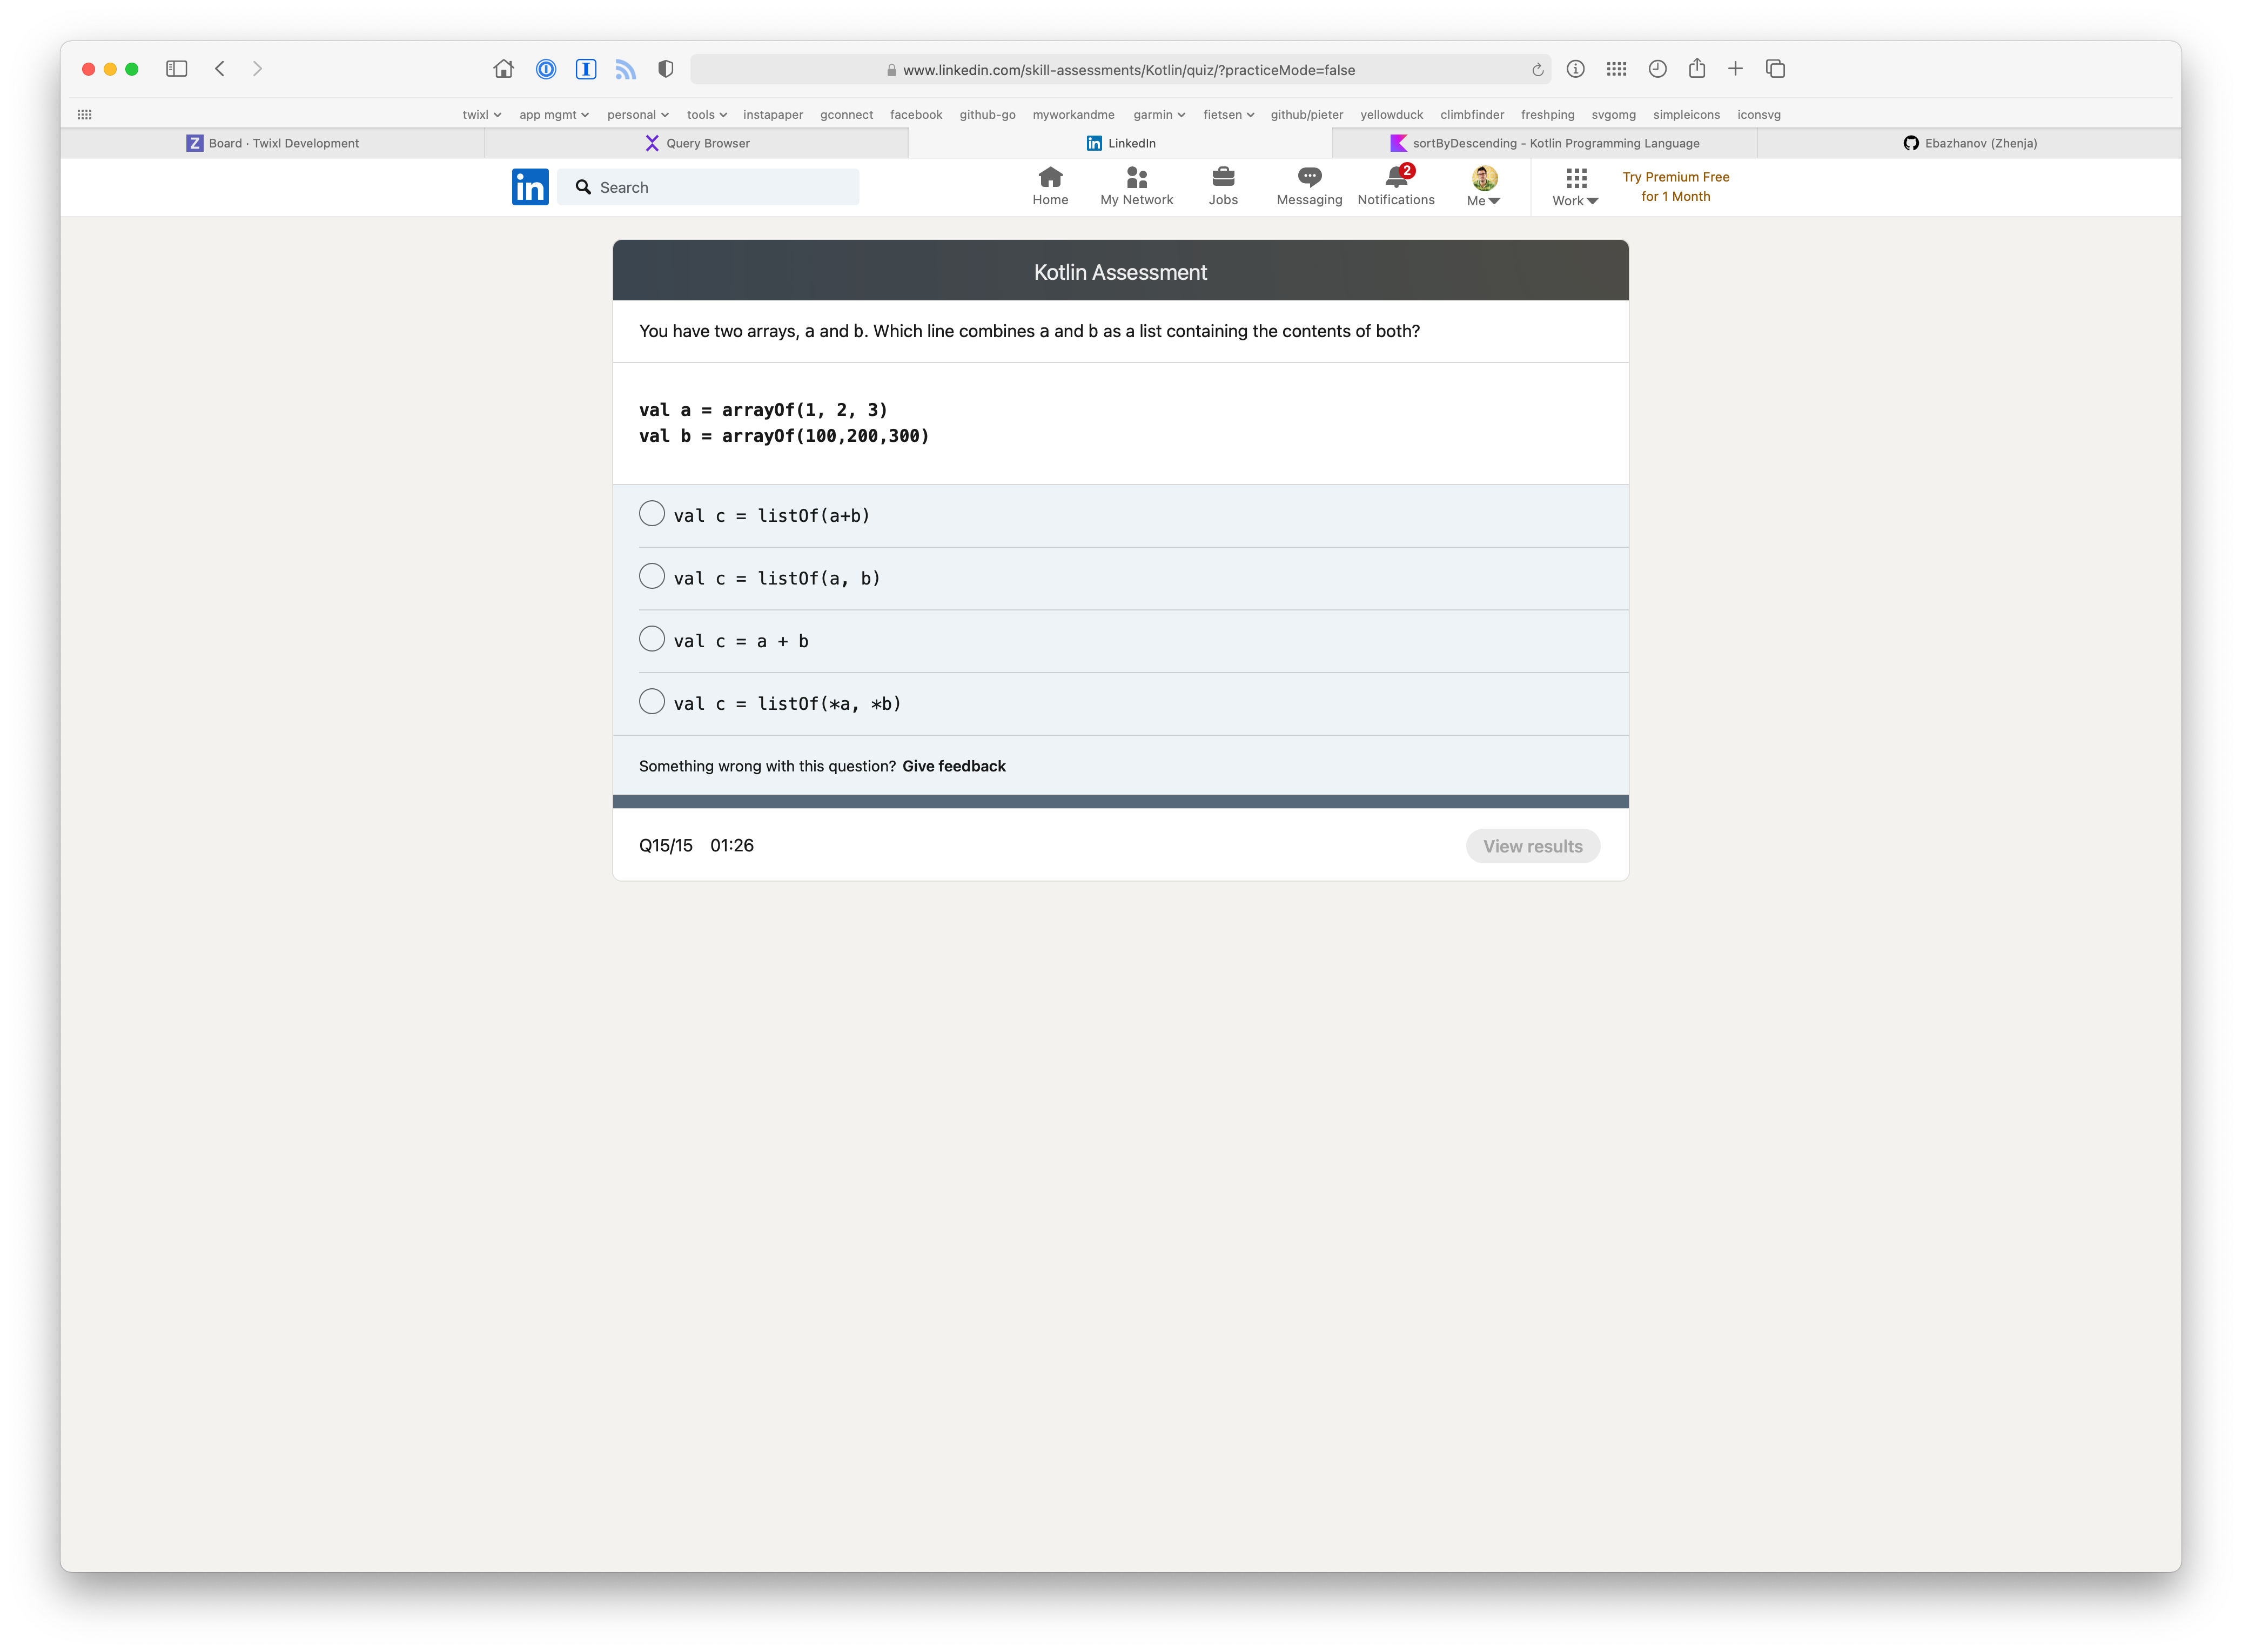 www.linkedin.com/skill-assessments/Kotlin/quiz/?practiceMode=false
twixl app mgmt personal tools instapaper gconnect facebook github-go myworkandme garmin fietsen github/pieter yellowduck climbfinder freshping svgomg simpleicons iconsvg
Z Board · Twixl Development Query Browser in LinkedIn sortByDescending - Kotlin Programming Language Ebazhanov (Zhenja)
in Search
2
Home My Network Jobs Messaging Notifications Me Work
Try Premium Free
for 1 Month
Kotlin Assessment
You have two arrays, a and b. Which line combines a and b as a list containing the contents of both?
val a = arrayOf(1, 2, 3)
val b = arrayOf(100,200,300)
val c = listOf(a+b)
val c = listOf(a, b)
val c = a + b
val c = listOf(*a, *b)
Something wrong with this question? Give feedback
Q15/15 01:26 View results